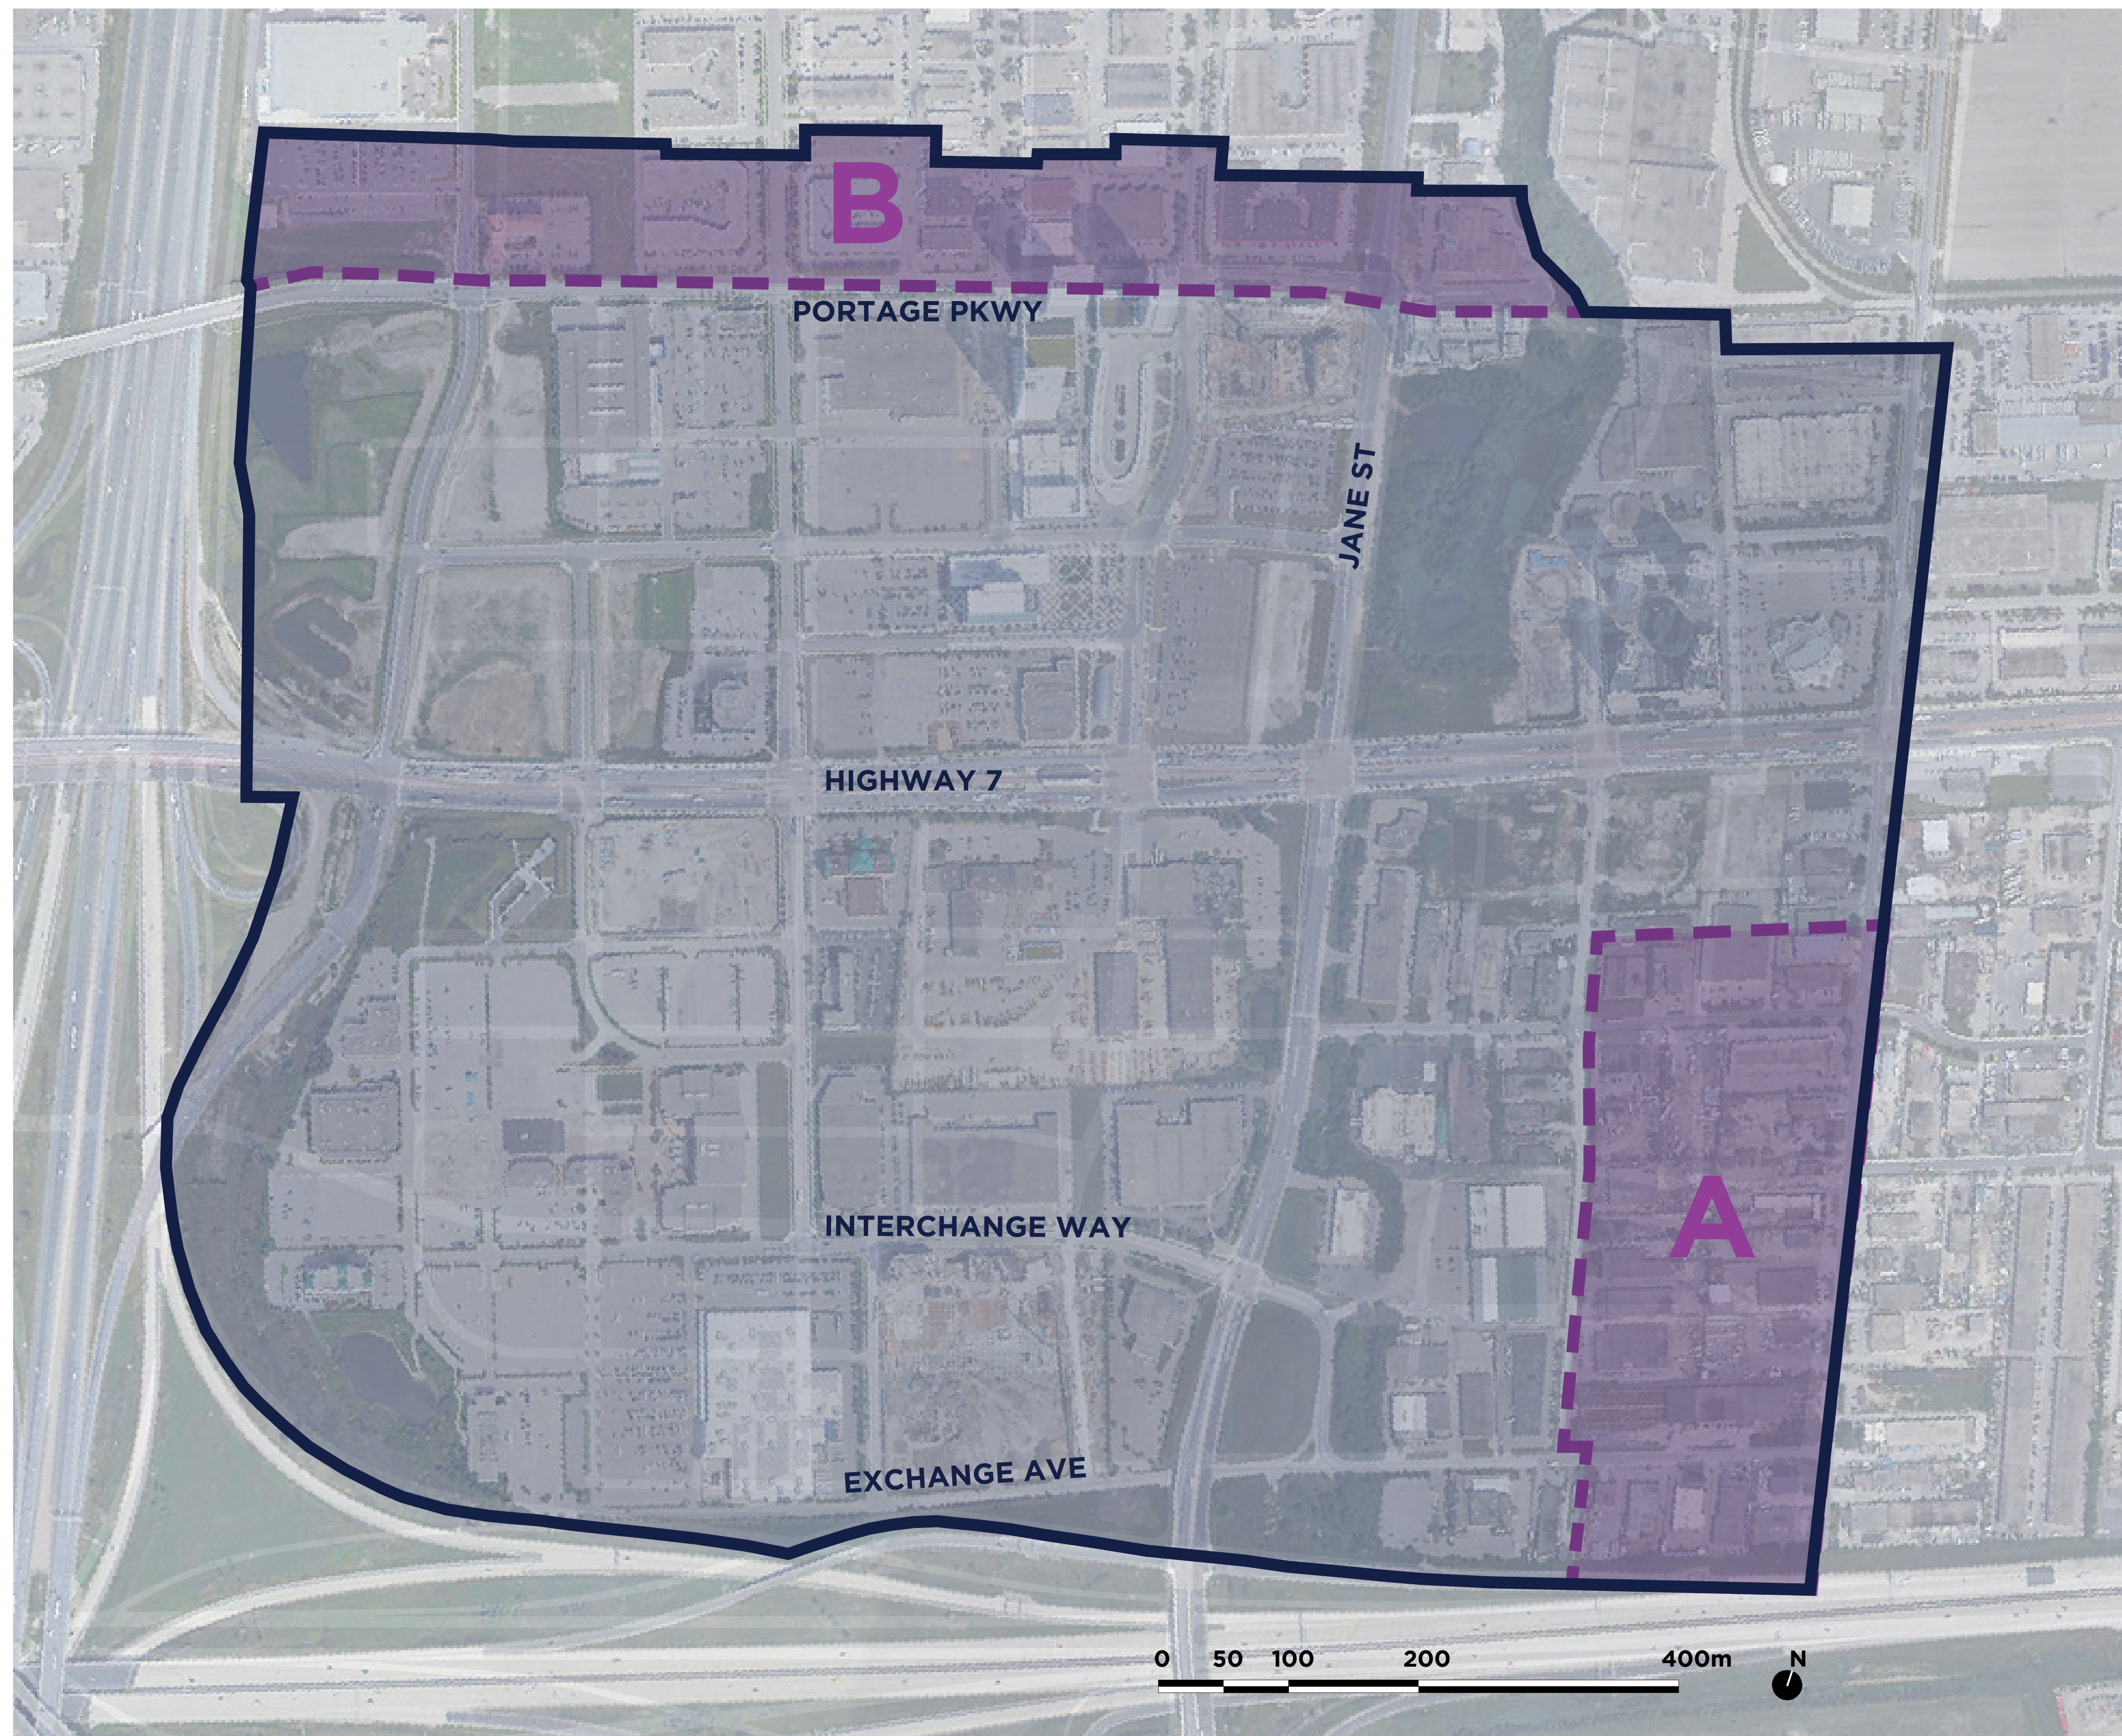 B
PORTAGE PKWY
JANE ST
HIGHWAY 7
A
INTERCHANGE WAY
EXCHANGE AVE
0 50 100 200 400m N